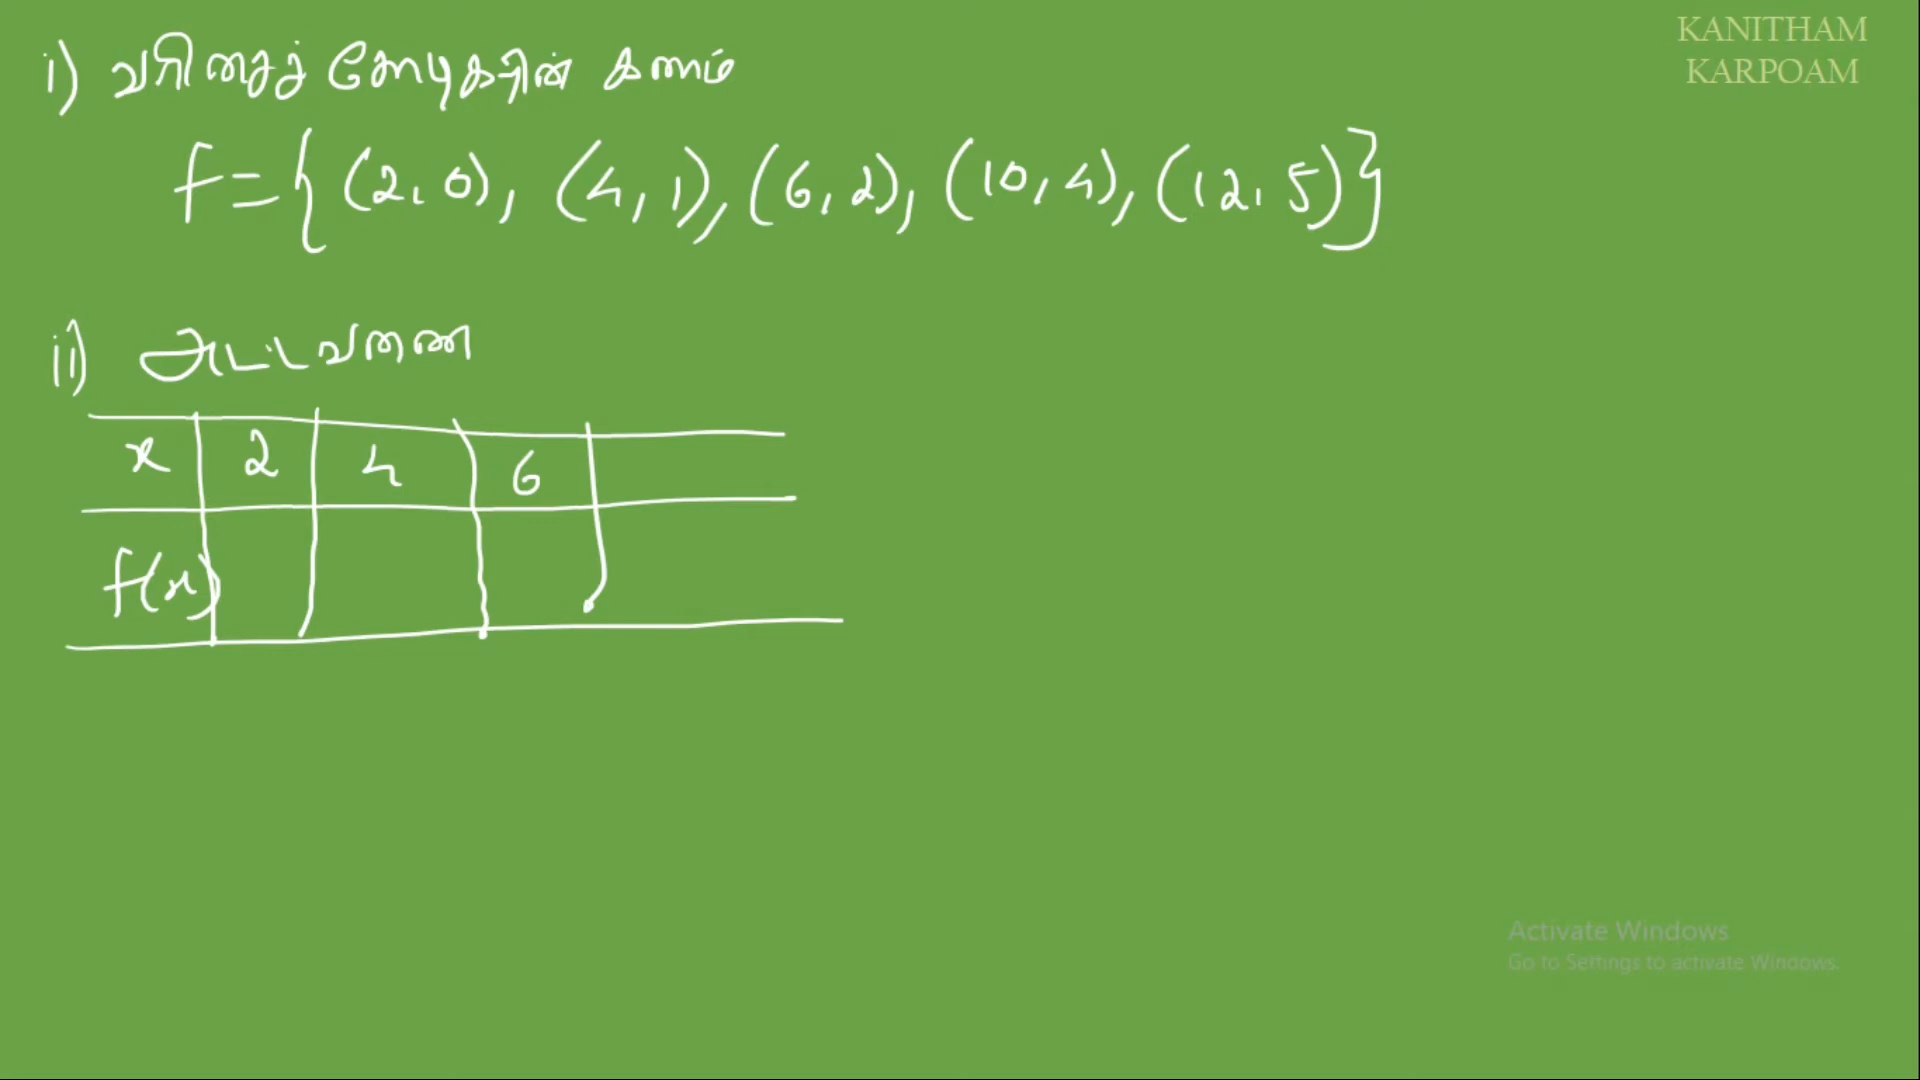 KANITHAM
KARPOAM
i) வரிசைச் சோடிகளின் கணம்
f = { (2, 0), (4, 1), (6, 2), (10, 4), (12, 5) }
ii) அட்டவணை
x 2 4 6
f(x)
Activate Windows
Go to Settings to activate Windows.